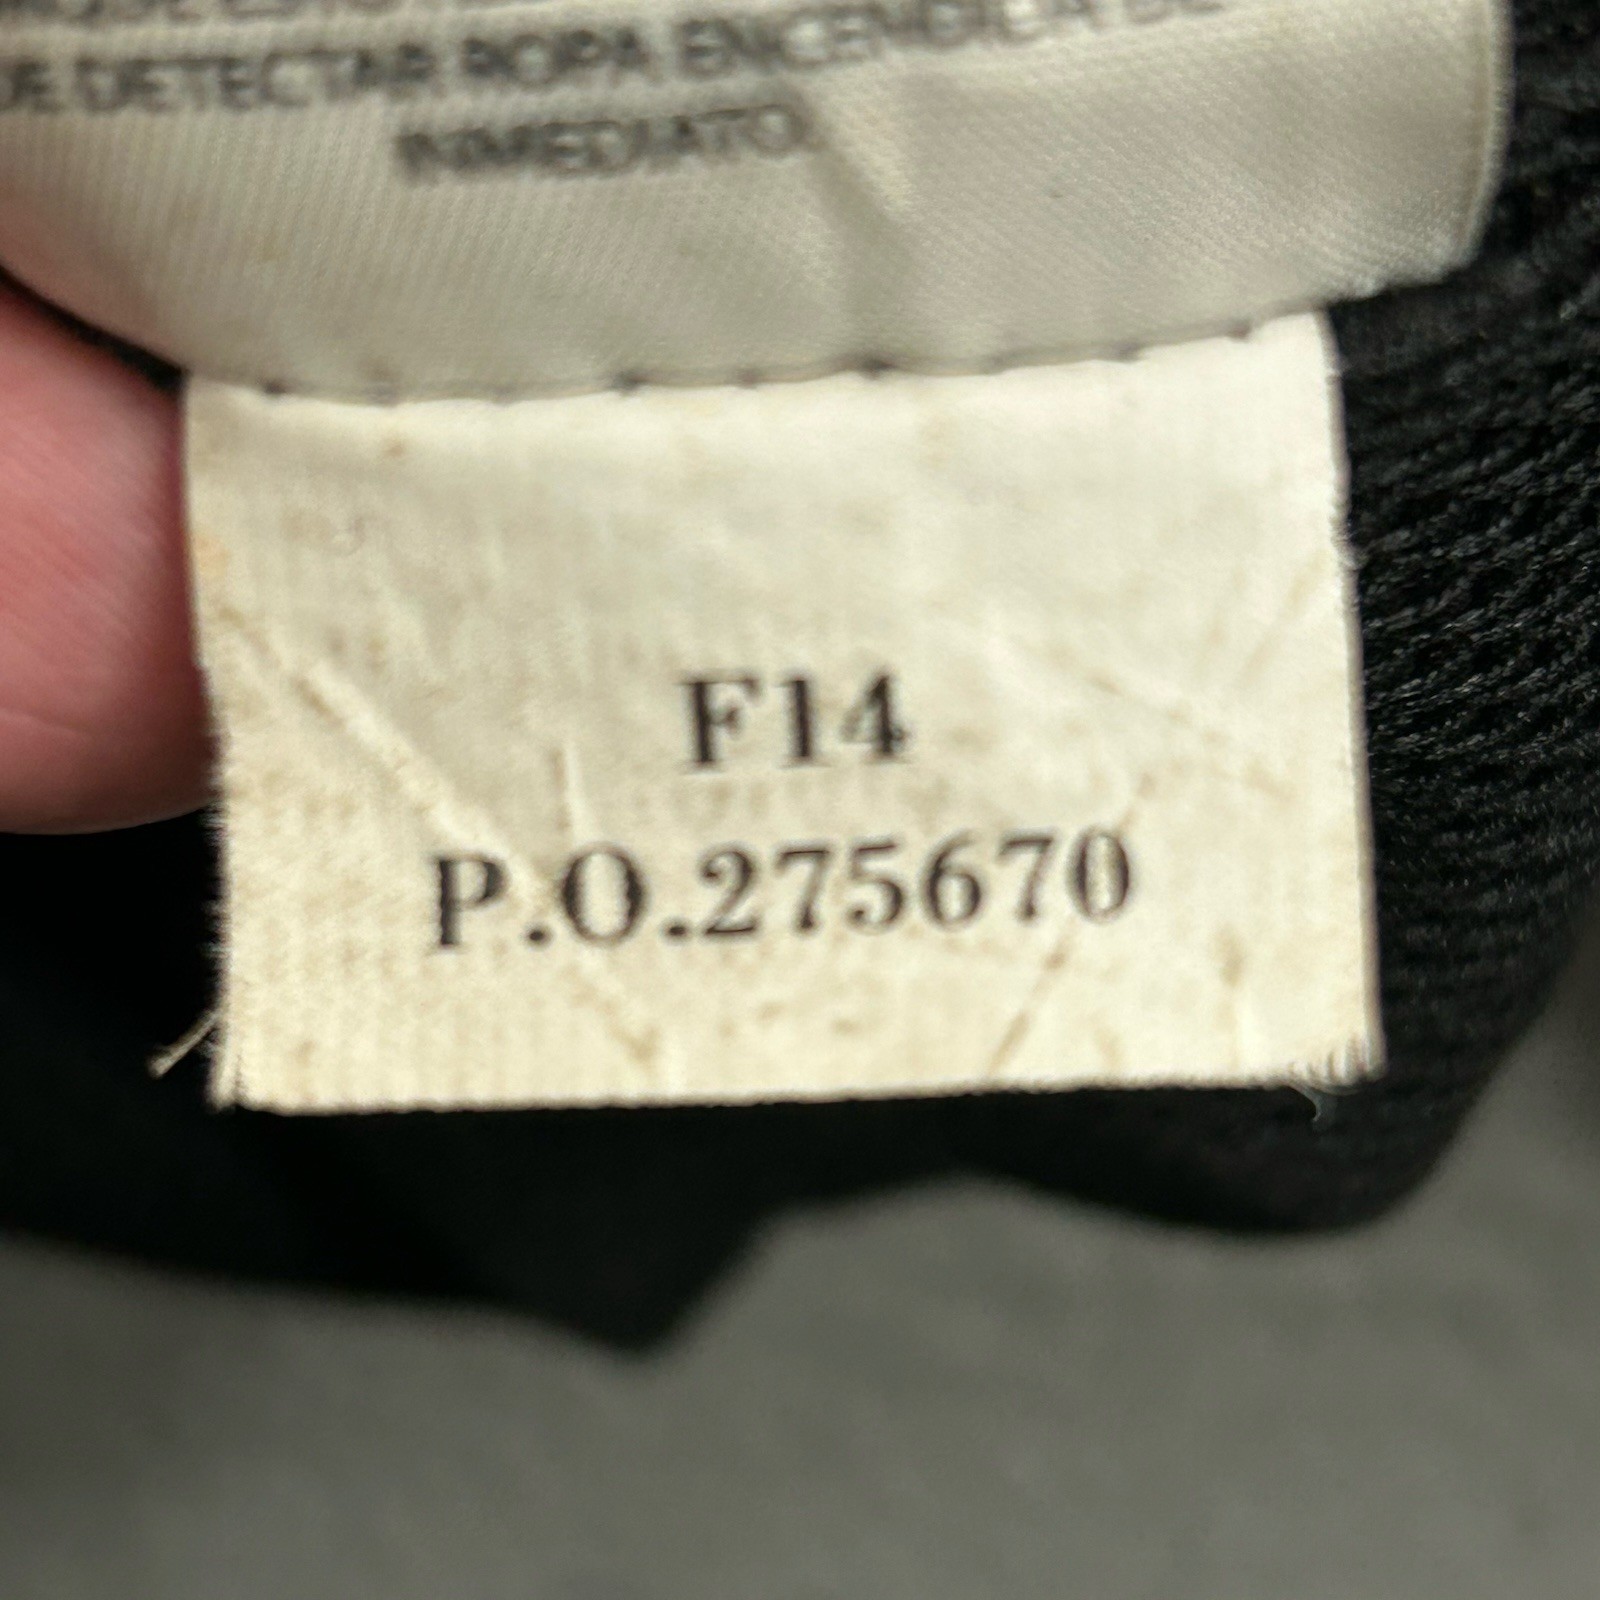 DE DETECTAR ROPA ENCENDIDA DE
INMEDIATO.
F14
P.O.275670